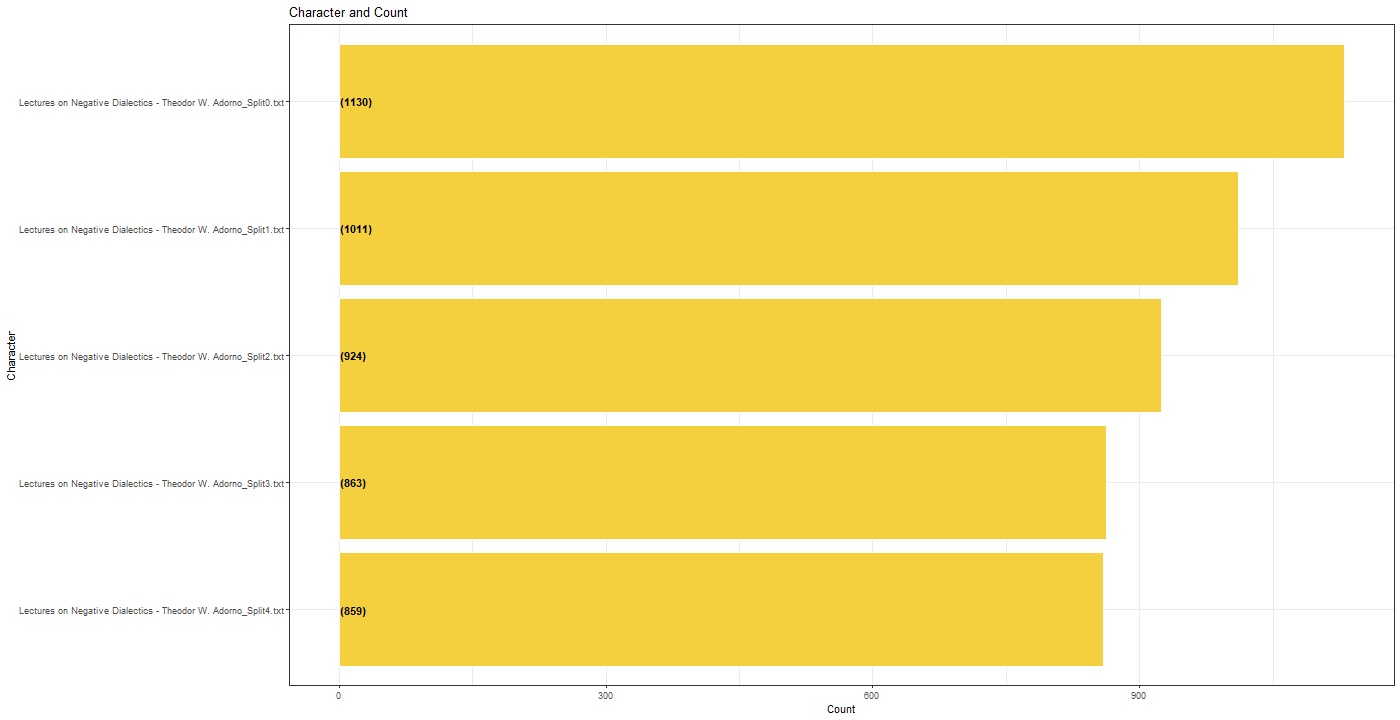 Character and Count
Character
Lectures on Negative Dialectics - Theodor W. Adorno_Split0.txt
(1130)
Lectures on Negative Dialectics - Theodor W. Adorno_Split1.txt
(1011)
Lectures on Negative Dialectics - Theodor W. Adorno_Split2.txt
(924)
Lectures on Negative Dialectics - Theodor W. Adorno_Split3.txt
(863)
Lectures on Negative Dialectics - Theodor W. Adorno_Split4.txt
(859)
0 300 600 900
Count